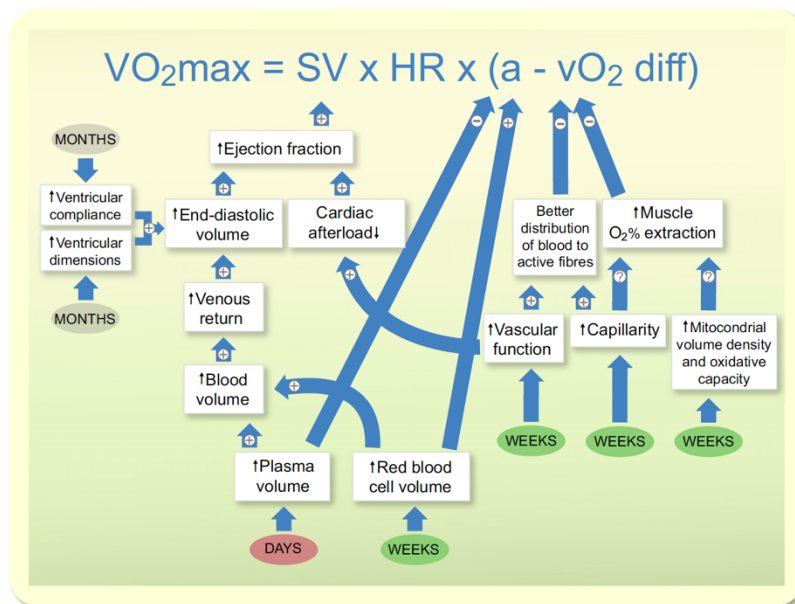 VO₂max = SV x HR x (a - vO₂ diff)
MONTHS
↑Ventricular
compliance
↑Ventricular
dimensions
MONTHS
+
+
↑Ejection fraction
+
↑End-diastolic
volume
+
Cardiac
afterload↓
+
↑Venous
return
+
↑Blood
volume
+
+
↑Plasma
volume
DAYS
↑Red blood
cell volume
WEEKS
−
+
+
−
−
Better
distribution
of blood to
active fibres
↑Muscle
O₂% extraction
+
+
?
?
↑Vascular
function
↑Capillarity
↑Mitocondrial
volume density
and oxidative
capacity
WEEKS
WEEKS
WEEKS